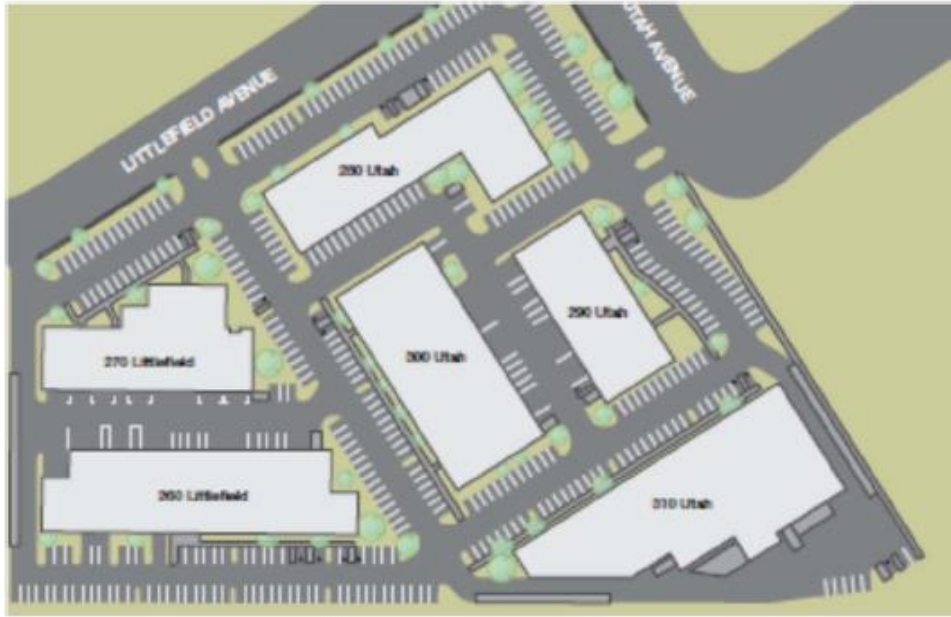 LITTLEFIELD AVENUE
UTAH AVENUE
280 Utah
270 Littlefield
300 Utah
290 Utah
260 Littlefield
310 Utah